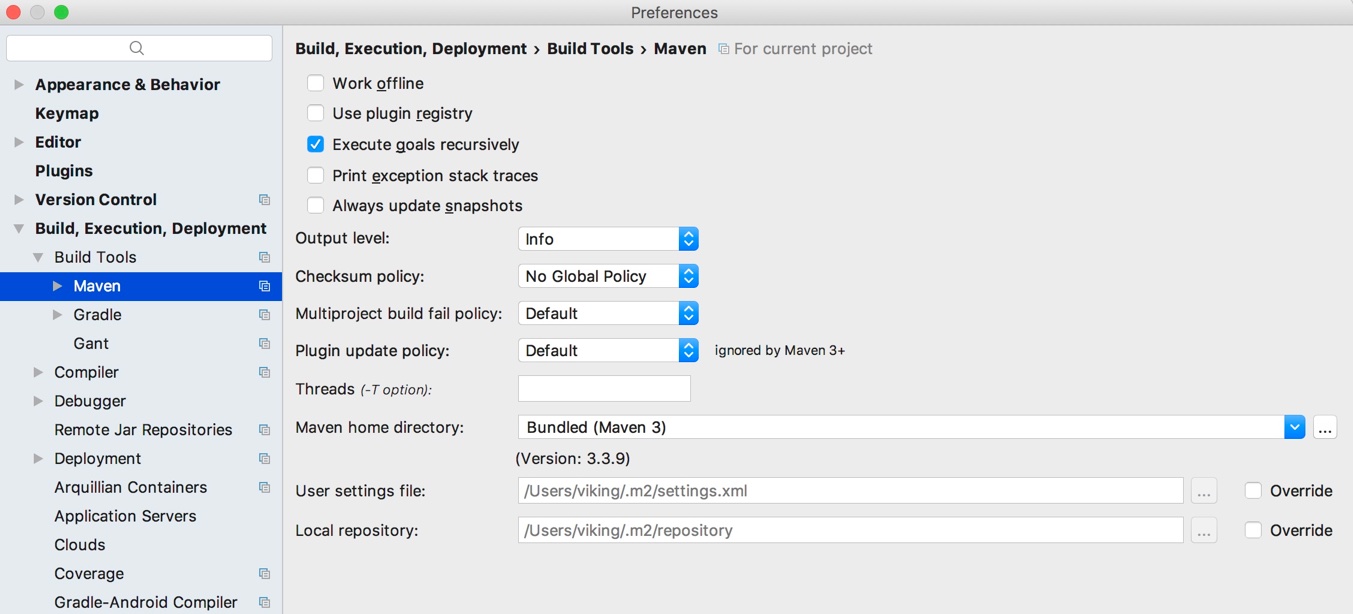 Preferences
Appearance & Behavior
Keymap
Editor
Plugins
Version Control
Build, Execution, Deployment
Build Tools
Maven
Gradle
Gant
Compiler
Debugger
Remote Jar Repositories
Deployment
Arquillian Containers
Application Servers
Clouds
Coverage
Gradle-Android Compiler
Build, Execution, Deployment › Build Tools › Maven For current project
Work offline
Use plugin registry
Execute goals recursively
Print exception stack traces
Always update snapshots
Output level: Info
Checksum policy: No Global Policy
Multiproject build fail policy: Default
Plugin update policy: Default ignored by Maven 3+
Threads (-T option):
Maven home directory: Bundled (Maven 3) ...
(Version: 3.3.9)
User settings file: /Users/viking/.m2/settings.xml ... Override
Local repository: /Users/viking/.m2/repository ... Override